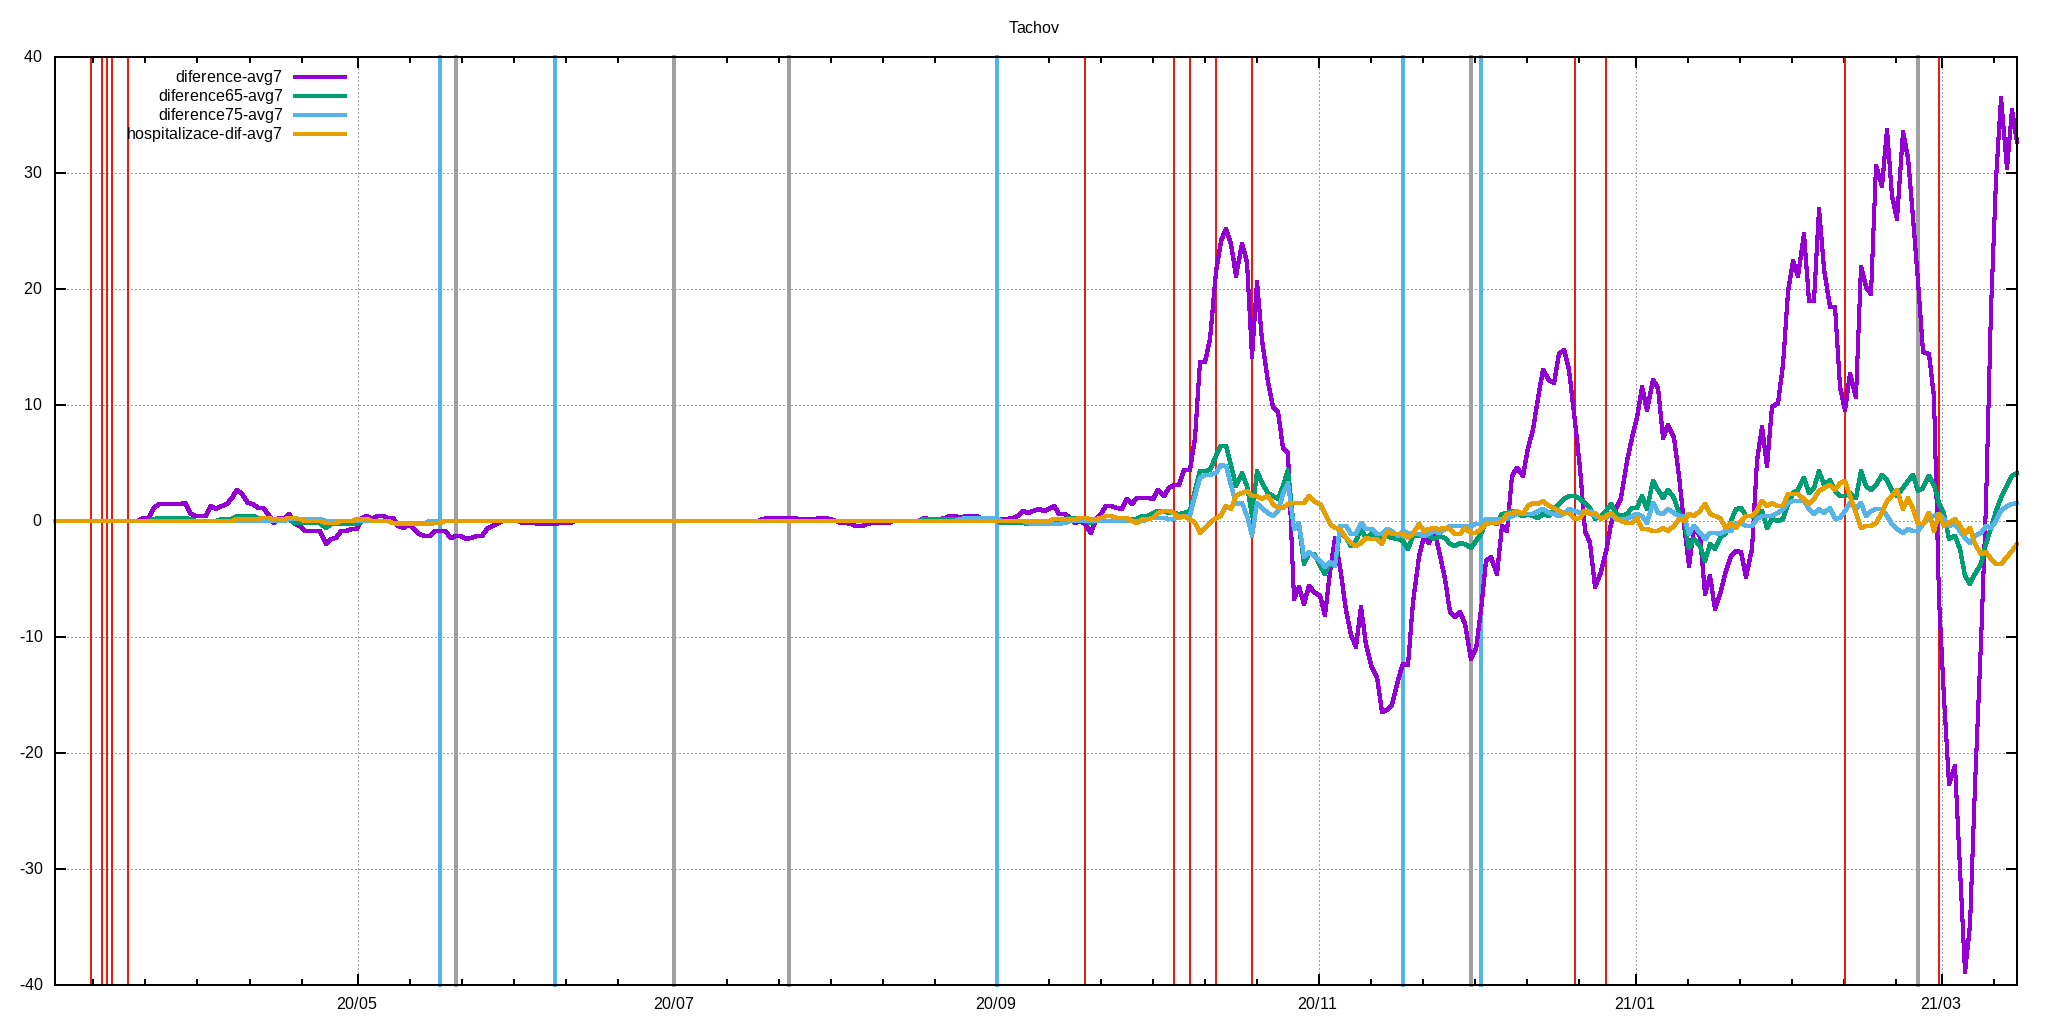 Tachov
diference-avg7
diference65-avg7
diference75-avg7
hospitalizace-dif-avg7
40
30
20
10
0
-10
-20
-30
-40
20/05 20/07 20/09 20/11 21/01 21/03